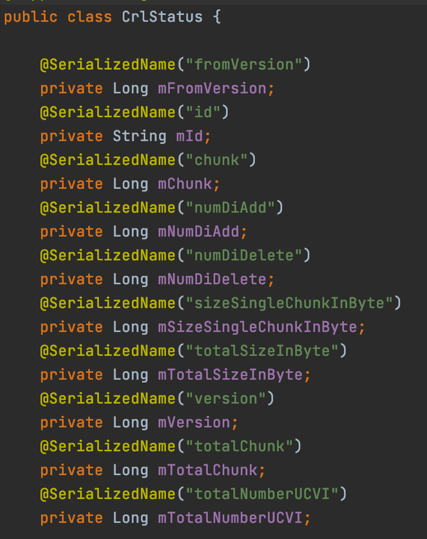 public class CrlStatus {
@SerializedName("fromVersion")
private Long mFromVersion;
@SerializedName("id")
private String mId;
@SerializedName("chunk")
private Long mChunk;
@SerializedName("numDiAdd")
private Long mNumDiAdd;
@SerializedName("numDiDelete")
private Long mNumDiDelete;
@SerializedName("sizeSingleChunkInByte")
private Long mSizeSingleChunkInByte;
@SerializedName("totalSizeInByte")
private Long mTotalSizeInByte;
@SerializedName("version")
private Long mVersion;
@SerializedName("totalChunk")
private Long mTotalChunk;
@SerializedName("totalNumberUCVI")
private Long mTotalNumberUCVI;